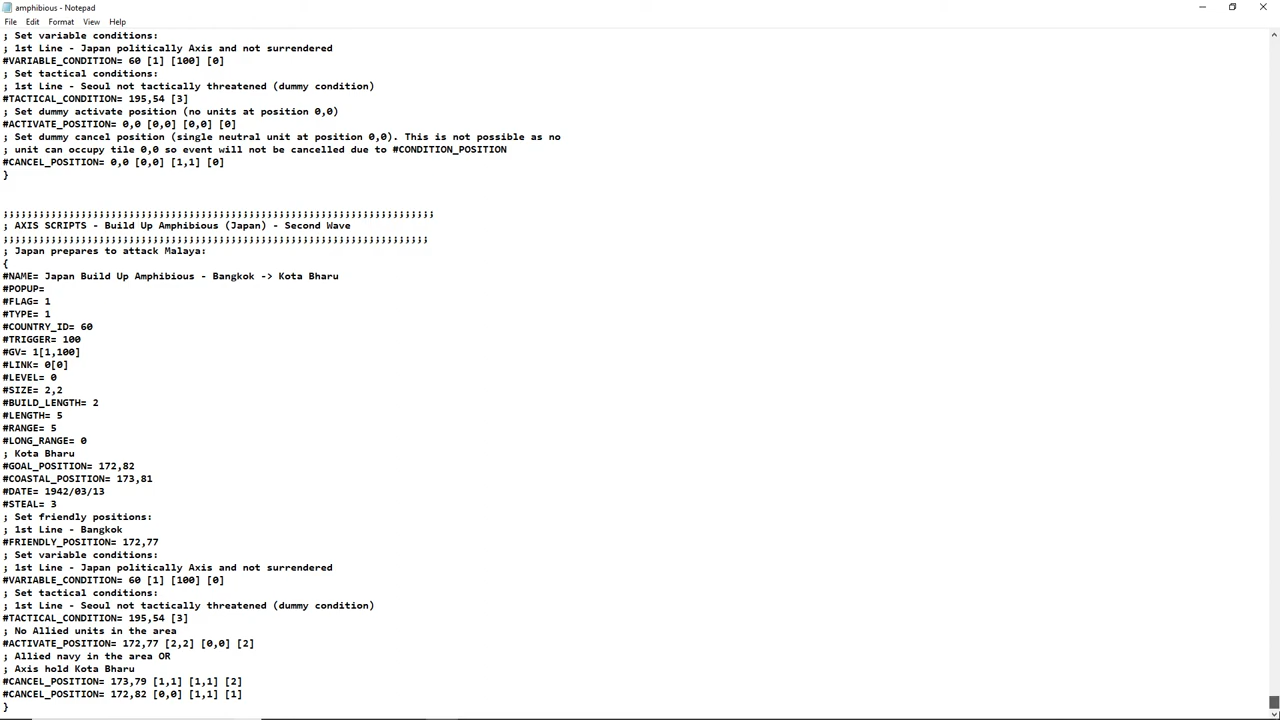 amphibious - Notepad
File Edit Format View Help
; Set variable conditions:
; 1st Line - Japan politically Axis and not surrendered
#VARIABLE_CONDITION= 60 [1] [100] [0]
; Set tactical conditions:
; 1st Line - Seoul not tactically threatened (dummy condition)
#TACTICAL_CONDITION= 195,54 [3]
; Set dummy activate position (no units at position 0,0)
#ACTIVATE_POSITION= 0,0 [0,0] [0,0] [0]
; Set dummy cancel position (single neutral unit at position 0,0). This is not possible as no
; unit can occupy tile 0,0 so event will not be cancelled due to #CONDITION_POSITION
#CANCEL_POSITION= 0,0 [0,0] [1,1] [0]
}
;;;;;;;;;;;;;;;;;;;;;;;;;;;;;;;;;;;;;;;;;;;;;;;;;;;;;;;;;;;;;;;;;;;;;;;;
; AXIS SCRIPTS - Build Up Amphibious (Japan) - Second Wave
;;;;;;;;;;;;;;;;;;;;;;;;;;;;;;;;;;;;;;;;;;;;;;;;;;;;;;;;;;;;;;;;;;;;;;;
; Japan prepares to attack Malaya:
{
#NAME= Japan Build Up Amphibious - Bangkok -> Kota Bharu
#POPUP=
#FLAG= 1
#TYPE= 1
#COUNTRY_ID= 60
#TRIGGER= 100
#GV= 1[1,100]
#LINK= 0[0]
#LEVEL= 0
#SIZE= 2,2
#BUILD_LENGTH= 2
#LENGTH= 5
#RANGE= 5
#LONG_RANGE= 0
; Kota Bharu
#GOAL_POSITION= 172,82
#COASTAL_POSITION= 173,81
#DATE= 1942/03/13
#STEAL= 3
; Set friendly positions:
; 1st Line - Bangkok
#FRIENDLY_POSITION= 172,77
; Set variable conditions:
; 1st Line - Japan politically Axis and not surrendered
#VARIABLE_CONDITION= 60 [1] [100] [0]
; Set tactical conditions:
; 1st Line - Seoul not tactically threatened (dummy condition)
#TACTICAL_CONDITION= 195,54 [3]
; No Allied units in the area
#ACTIVATE_POSITION= 172,77 [2,2] [0,0] [2]
; Allied navy in the area OR
; Axis hold Kota Bharu
#CANCEL_POSITION= 173,79 [1,1] [1,1] [2]
#CANCEL_POSITION= 172,82 [0,0] [1,1] [1]
}